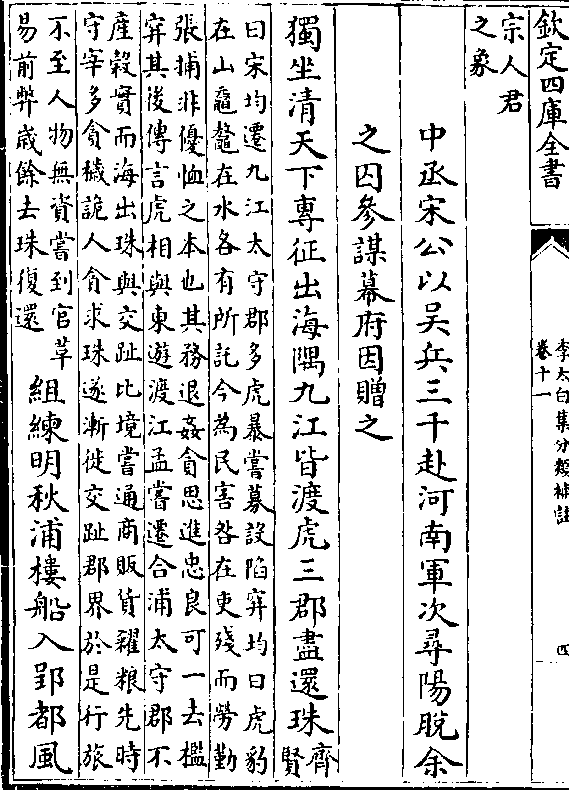 欽定四庫全書
李太白集分類補註
卷十一
四
宗人君
之象
中丞宋公以吳兵三千赴河南軍次尋陽脫余
之囚參謀幕府因贈之
獨坐清天下專征出海隅九江皆渡虎三郡盡還珠齊
賢
曰宋均遷九江太守郡多虎暴嘗募設陷穽均曰虎豹
在山黿鼉在水各有所託今為民害咎在吏殘而勞勤
張捕非優恤之本也其務退姦貪思進忠良可一去檻
穽其後傳言虎相與東遊渡江孟嘗遷合浦太守郡不
產穀實而海出珠與交趾比境嘗通商販貨糴粮先時
守宰多貪穢詭人貪求珠遂漸徙交趾郡界於是行旅
不至人物無資嘗到官革
易前弊嵗餘去珠復還
組練明秋浦樓船入郢都風